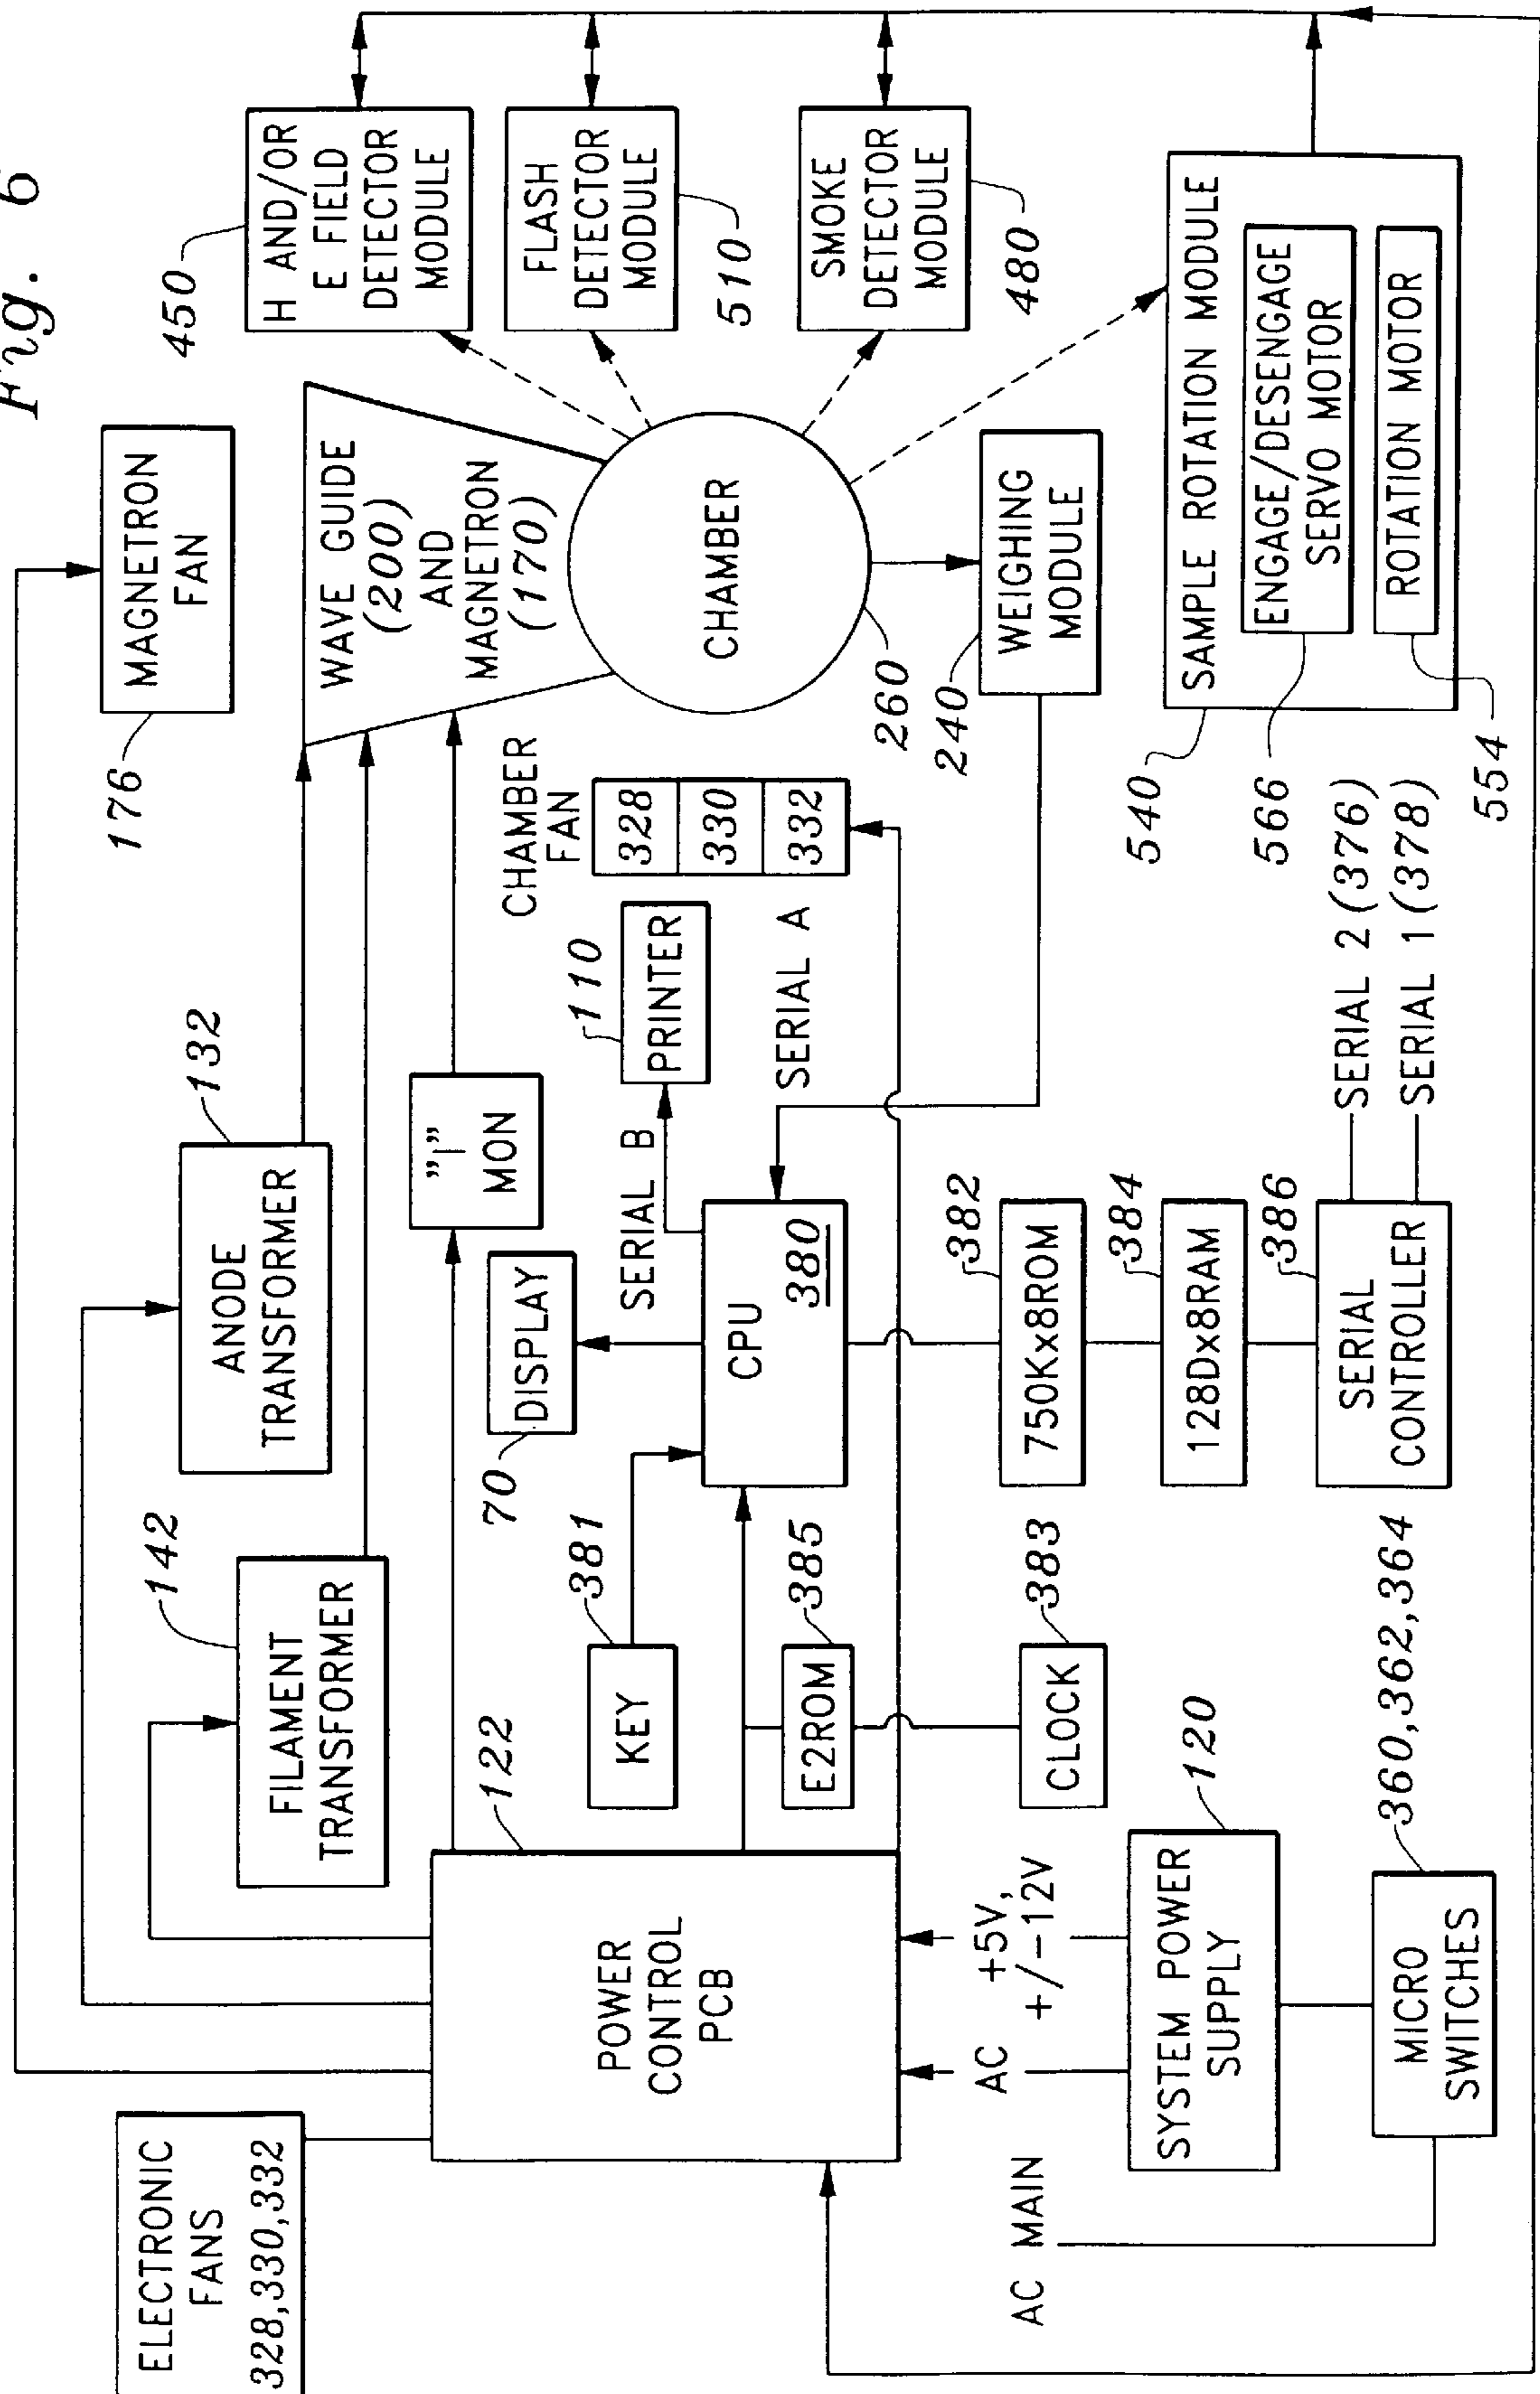 Fig. 6
ELECTRONIC
FANS
328,330,332
142
FILAMENT
TRANSFORMER
132
ANODE
TRANSFORMER
176
MAGNETRON
FAN
450
H AND/OR
E FIELD
DETECTOR
MODULE
WAVE GUIDE
(200)
AND
MAGNETRON
(170)
FLASH
DETECTOR
MODULE
510
"I"
MON
CHAMBER
FAN
328
330
332
CHAMBER
260
SMOKE
DETECTOR
MODULE
480
POWER
CONTROL
PCB
122
KEY
381
70
DISPLAY
SERIAL B
110
PRINTER
SERIAL A
CPU
380
E2ROM
385
CLOCK
383
240
WEIGHING
MODULE
750Kx8ROM
382
128Dx8RAM
384
SERIAL
CONTROLLER
386
SERIAL 2 (376)
SERIAL 1 (378)
AC
+5V,
+/-12V
AC MAIN
SYSTEM POWER
SUPPLY
120
MICRO
SWITCHES
360,362,364
540
SAMPLE ROTATION MODULE
566
ENGAGE/DESENGAGE
SERVO MOTOR
ROTATION MOTOR
554